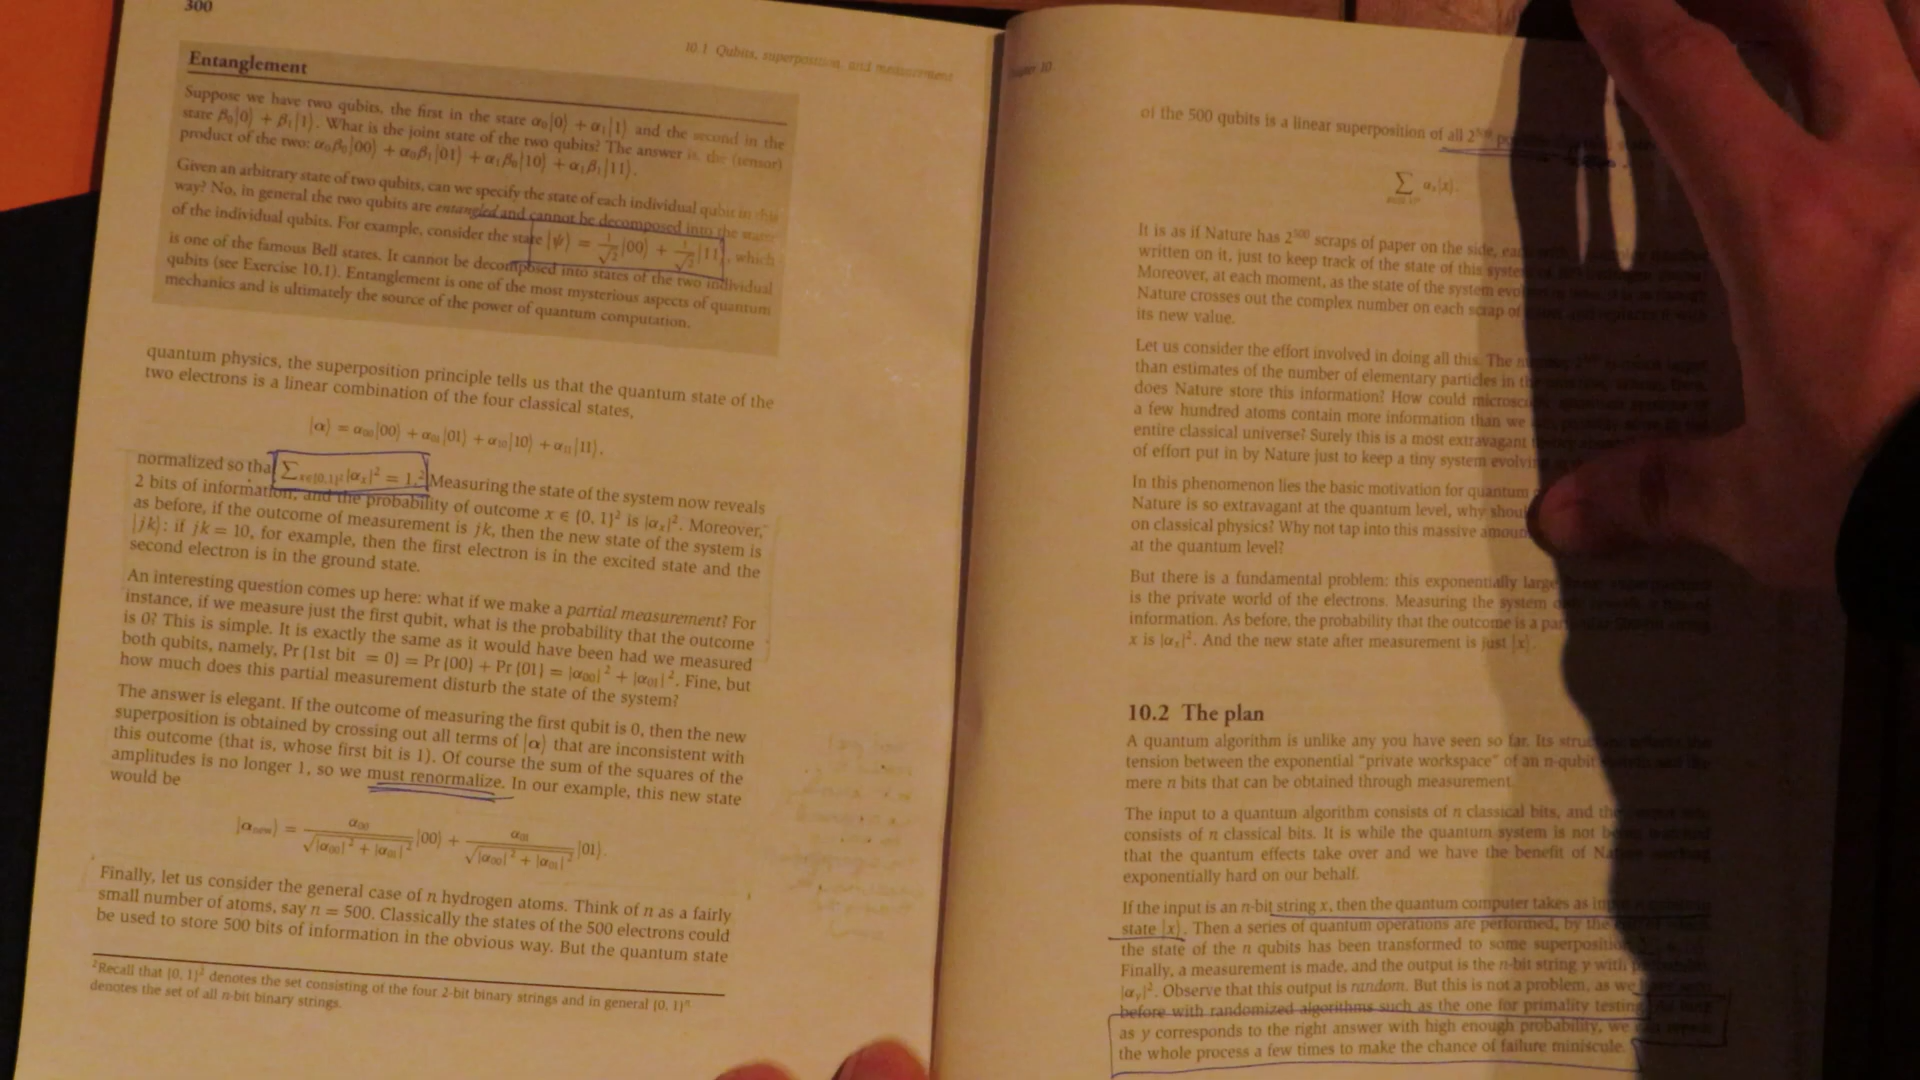 300
10.1 Qubits, superposition, and measurement
Entanglement
Suppose we have two qubits, the first in the state α₀|0⟩ + α₁|1⟩ and the second in the
state β₀|0⟩ + β₁|1⟩. What is the joint state of the two qubits? The answer is, the (tensor)
product of the two: α₀β₀|00⟩ + α₀β₁|01⟩ + α₁β₀|10⟩ + α₁β₁|11⟩.
Given an arbitrary state of two qubits, can we specify the state of each individual qubit in this
way? No, in general the two qubits are entangled and cannot be decomposed into the states
of the individual qubits. For example, consider the state |ψ⟩ = 1/√2 |00⟩ + 1/√2 |11⟩, which
is one of the famous Bell states. It cannot be decomposed into states of the two individual
qubits (see Exercise 10.1). Entanglement is one of the most mysterious aspects of quantum
mechanics and is ultimately the source of the power of quantum computation.
quantum physics, the superposition principle tells us that the quantum state of the
two electrons is a linear combination of the four classical states,
|α⟩ = α₀₀|00⟩ + α₀₁|01⟩ + α₁₀|10⟩ + α₁₁|11⟩,
normalized so tha ∑x∈{0,1}² |αₓ|² = 1.² Measuring the state of the system now reveals
2 bits of information, and the probability of outcome x ∈ {0, 1}² is |αₓ|². Moreover,
as before, if the outcome of measurement is jk, then the new state of the system is
|jk⟩: if jk = 10, for example, then the first electron is in the excited state and the
second electron is in the ground state.
An interesting question comes up here: what if we make a partial measurement? For
instance, if we measure just the first qubit, what is the probability that the outcome
is 0? This is simple. It is exactly the same as it would have been had we measured
both qubits, namely, Pr {1st bit = 0} = Pr {00} + Pr {01} = |α₀₀|² + |α₀₁|². Fine, but
how much does this partial measurement disturb the state of the system?
The answer is elegant. If the outcome of measuring the first qubit is 0, then the new
superposition is obtained by crossing out all terms of |α⟩ that are inconsistent with
this outcome (that is, whose first bit is 1). Of course the sum of the squares of the
amplitudes is no longer 1, so we must renormalize. In our example, this new state
would be
|α_new⟩ = α₀₀/√(|α₀₀|² + |α₀₁|²) |00⟩ + α₀₁/√(|α₀₀|² + |α₀₁|²) |01⟩.
Finally, let us consider the general case of n hydrogen atoms. Think of n as a fairly
small number of atoms, say n = 500. Classically the states of the 500 electrons could
be used to store 500 bits of information in the obvious way. But the quantum state
²Recall that {0, 1}² denotes the set consisting of the four 2-bit binary strings and in general {0, 1}ⁿ
denotes the set of all n-bit binary strings.
Chapter 10
of the 500 qubits is a linear superposition of all 2⁵⁰⁰
∑ αₓ|x⟩.
It is as if Nature has 2⁵⁰⁰ scraps of paper on the side,
written on it, just to keep track of the state of this system
Moreover, at each moment, as the state of the system
Nature crosses out the complex number on each scrap of
its new value.
Let us consider the effort involved in doing all this. The
than estimates of the number of elementary particles in the
does Nature store this information? How could microscopic
a few hundred atoms contain more information than we
entire classical universe? Surely this is a most extravagant
of effort put in by Nature just to keep a tiny system evolving
In this phenomenon lies the basic motivation for quantum
Nature is so extravagant at the quantum level, why
on classical physics? Why not tap into this massive
at the quantum level?
But there is a fundamental problem: this exponentially large
is the private world of the electrons. Measuring the system
information. As before, the probability that the outcome is a
x is |αₓ|². And the new state after measurement is just |x⟩.
10.2 The plan
A quantum algorithm is unlike any you have seen so far. Its
tension between the exponential "private workspace" of an n-qubit
mere n bits that can be obtained through measurement.
The input to a quantum algorithm consists of n classical bits, and the
consists of n classical bits. It is while the quantum system is not
that the quantum effects take over and we have the benefit of
exponentially hard on our behalf.
If the input is an n-bit string x, then the quantum computer takes as
state |x⟩. Then a series of quantum operations are performed, by the
the state of the n qubits has been transformed to some superposition
Finally, a measurement is made, and the output is the n-bit string y with
|αᵧ|². Observe that this output is random. But this is not a problem, as we
before with randomized algorithms such as the one for primality testing.
as y corresponds to the right answer with high enough probability, we
the whole process a few times to make the chance of failure miniscule.